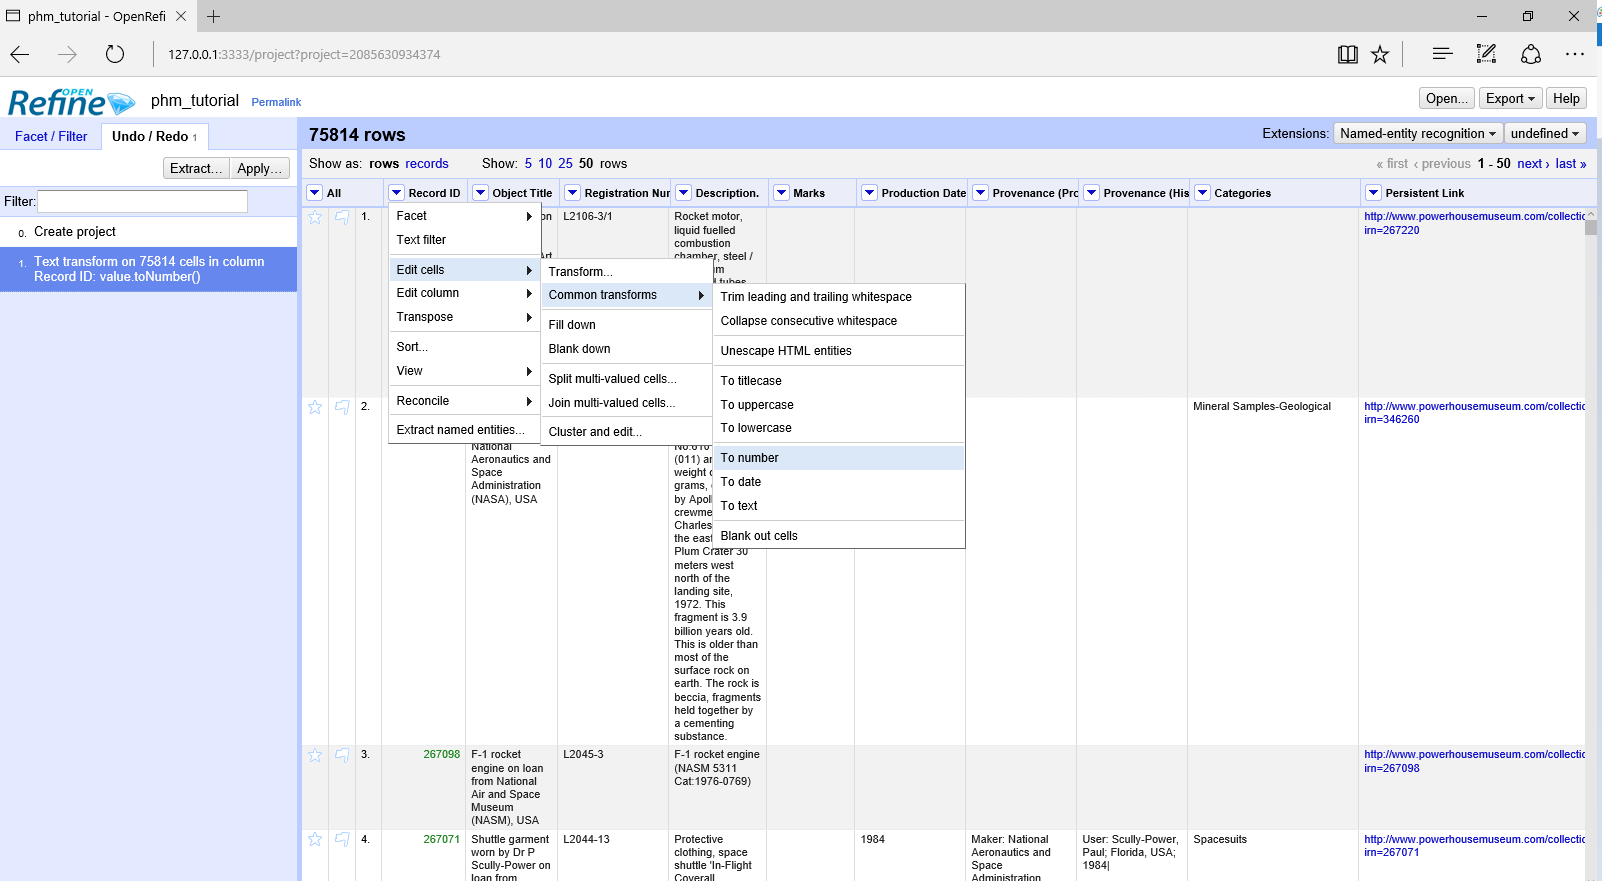 phm_tutorial - OpenRefi
127.0.0.1:3333/project?project=2085630934374
OPEN
Refine
phm_tutorial
Permalink
Open...
Export
Help
Facet / Filter
Undo / Redo 1
75814 rows
Extensions:
Named-entity recognition
undefined
Extract...
Apply...
Show as: rows records
Show: 5 10 25 50 rows
« first ‹ previous 1 - 50 next › last »
Filter:
0. Create project
1. Text transform on 75814 cells in column
Record ID: value.toNumber()
All
Record ID
Object Title
Registration Nur
Description.
Marks
Production Date
Provenance (Prc
Provenance (His
Categories
Persistent Link
Facet
Text filter
Edit cells
Edit column
Transpose
Sort...
View
Reconcile
Extract named entities...
Transform...
Common transforms
Fill down
Blank down
Split multi-valued cells...
Join multi-valued cells...
Cluster and edit...
Trim leading and trailing whitespace
Collapse consecutive whitespace
Unescape HTML entities
To titlecase
To uppercase
To lowercase
To number
To date
To text
Blank out cells
1.
on
Art
L2106-3/1
Rocket motor,
liquid fuelled
combustion
chamber, steel /
um
l tubes
http://www.powerhousemuseum.com/collectic
irn=267220
2.
National
Aeronautics and
Space
Administration
(NASA), USA
No.610
(011) ar
weight o
grams,
by Apoll
crewme
Charles
the east
Plum Crater 30
meters west
north of the
landing site,
1972. This
fragment is 3.9
billion years old.
This is older than
most of the
surface rock on
earth. The rock is
beccia, fragments
held together by
a cementing
substance.
Mineral Samples-Geological
http://www.powerhousemuseum.com/collectic
irn=346260
3.
267098
F-1 rocket
engine on loan
from National
Air and Space
Museum
(NASM), USA
L2045-3
F-1 rocket engine
(NASM 5311
Cat:1976-0769)
http://www.powerhousemuseum.com/collectic
irn=267098
4.
267071
Shuttle garment
worn by Dr P
Scully-Power on
loan from
L2044-13
Protective
clothing, space
shuttle 'In-Flight
Coverall
1984
Maker: National
Aeronautics and
Space
Administration
User: Scully-Power,
Paul; Florida, USA;
1984|
Spacesuits
http://www.powerhousemuseum.com/collectic
irn=267071